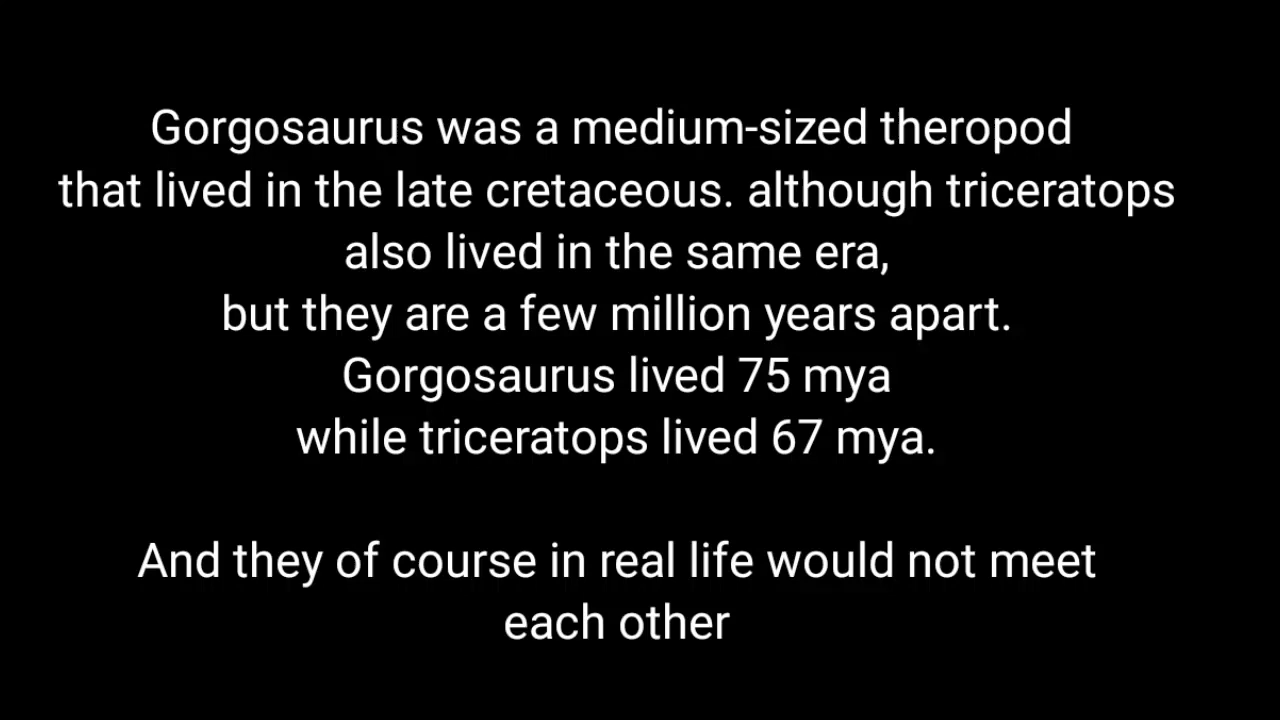 Gorgosaurus was a medium-sized theropod
that lived in the late cretaceous. although triceratops
also lived in the same era,
but they are a few million years apart.
Gorgosaurus lived 75 mya
while triceratops lived 67 mya.
And they of course in real life would not meet
each other